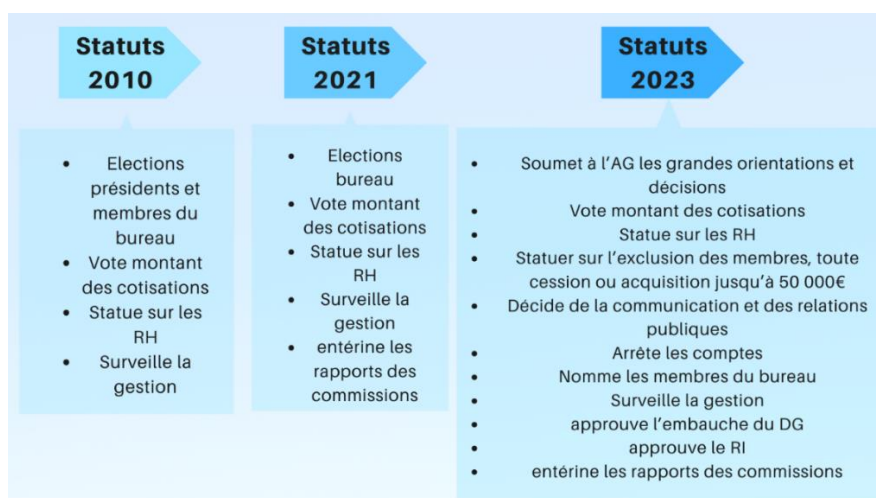 Statuts
2010
• Elections
présidents et
membres du
bureau
• Vote montant
des cotisations
• Statue sur les
RH
• Surveille la
gestion
Statuts
2021
• Elections
bureau
• Vote montant
des cotisations
• Statue sur les
RH
• Surveille la
gestion
• entérine les
rapports des
commissions
Statuts
2023
• Soumet à l’AG les grandes orientations et
décisions
• Vote montant des cotisations
• Statue sur les RH
• Statuer sur l’exclusion des membres, toute
cession ou acquisition jusqu’à 50 000€
• Décide de la communication et des relations
publiques
• Arrête les comptes
• Nomme les membres du bureau
• Surveille la gestion
• approuve l’embauche du DG
• approuve le RI
• entérine les rapports des commissions